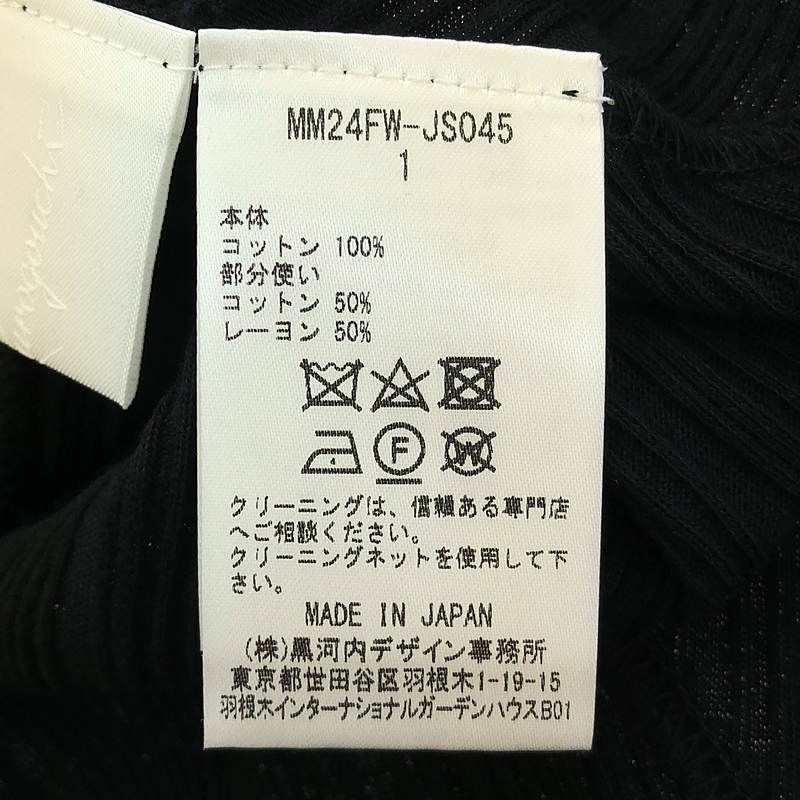 MM24FW-JS045
1
本体
コットン 100%
部分使い
コットン 50%
レーヨン 50%
1
F
W
クリーニングは、信頼ある専門店
へご相談ください。
クリーニングネットを使用して下
さい。
MADE IN JAPAN
(株)黒河内デザイン事務所
東京都世田谷区羽根木1-19-15
羽根木インターナショナルガーデンハウスB01